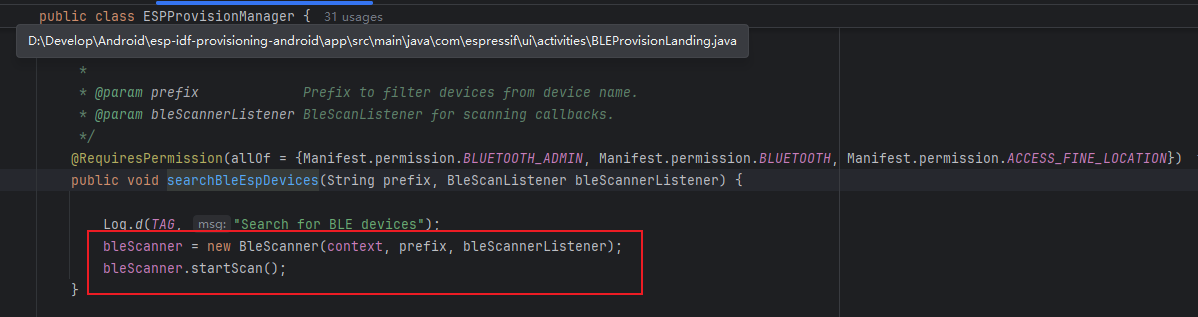 public class ESPProvisionManager { 31 usages
D:\Develop\Android\esp-idf-provisioning-android\app\src\main\java\com\espressif\ui\activities\BLEProvisionLanding.java
*
* @param prefix Prefix to filter devices from device name.
* @param bleScannerListener BleScanListener for scanning callbacks.
*/
@RequiresPermission(allOf = {Manifest.permission.BLUETOOTH_ADMIN, Manifest.permission.BLUETOOTH, Manifest.permission.ACCESS_FINE_LOCATION})
public void searchBleEspDevices(String prefix, BleScanListener bleScannerListener) {
Log.d(TAG, msg: "Search for BLE devices");
bleScanner = new BleScanner(context, prefix, bleScannerListener);
bleScanner.startScan();
}